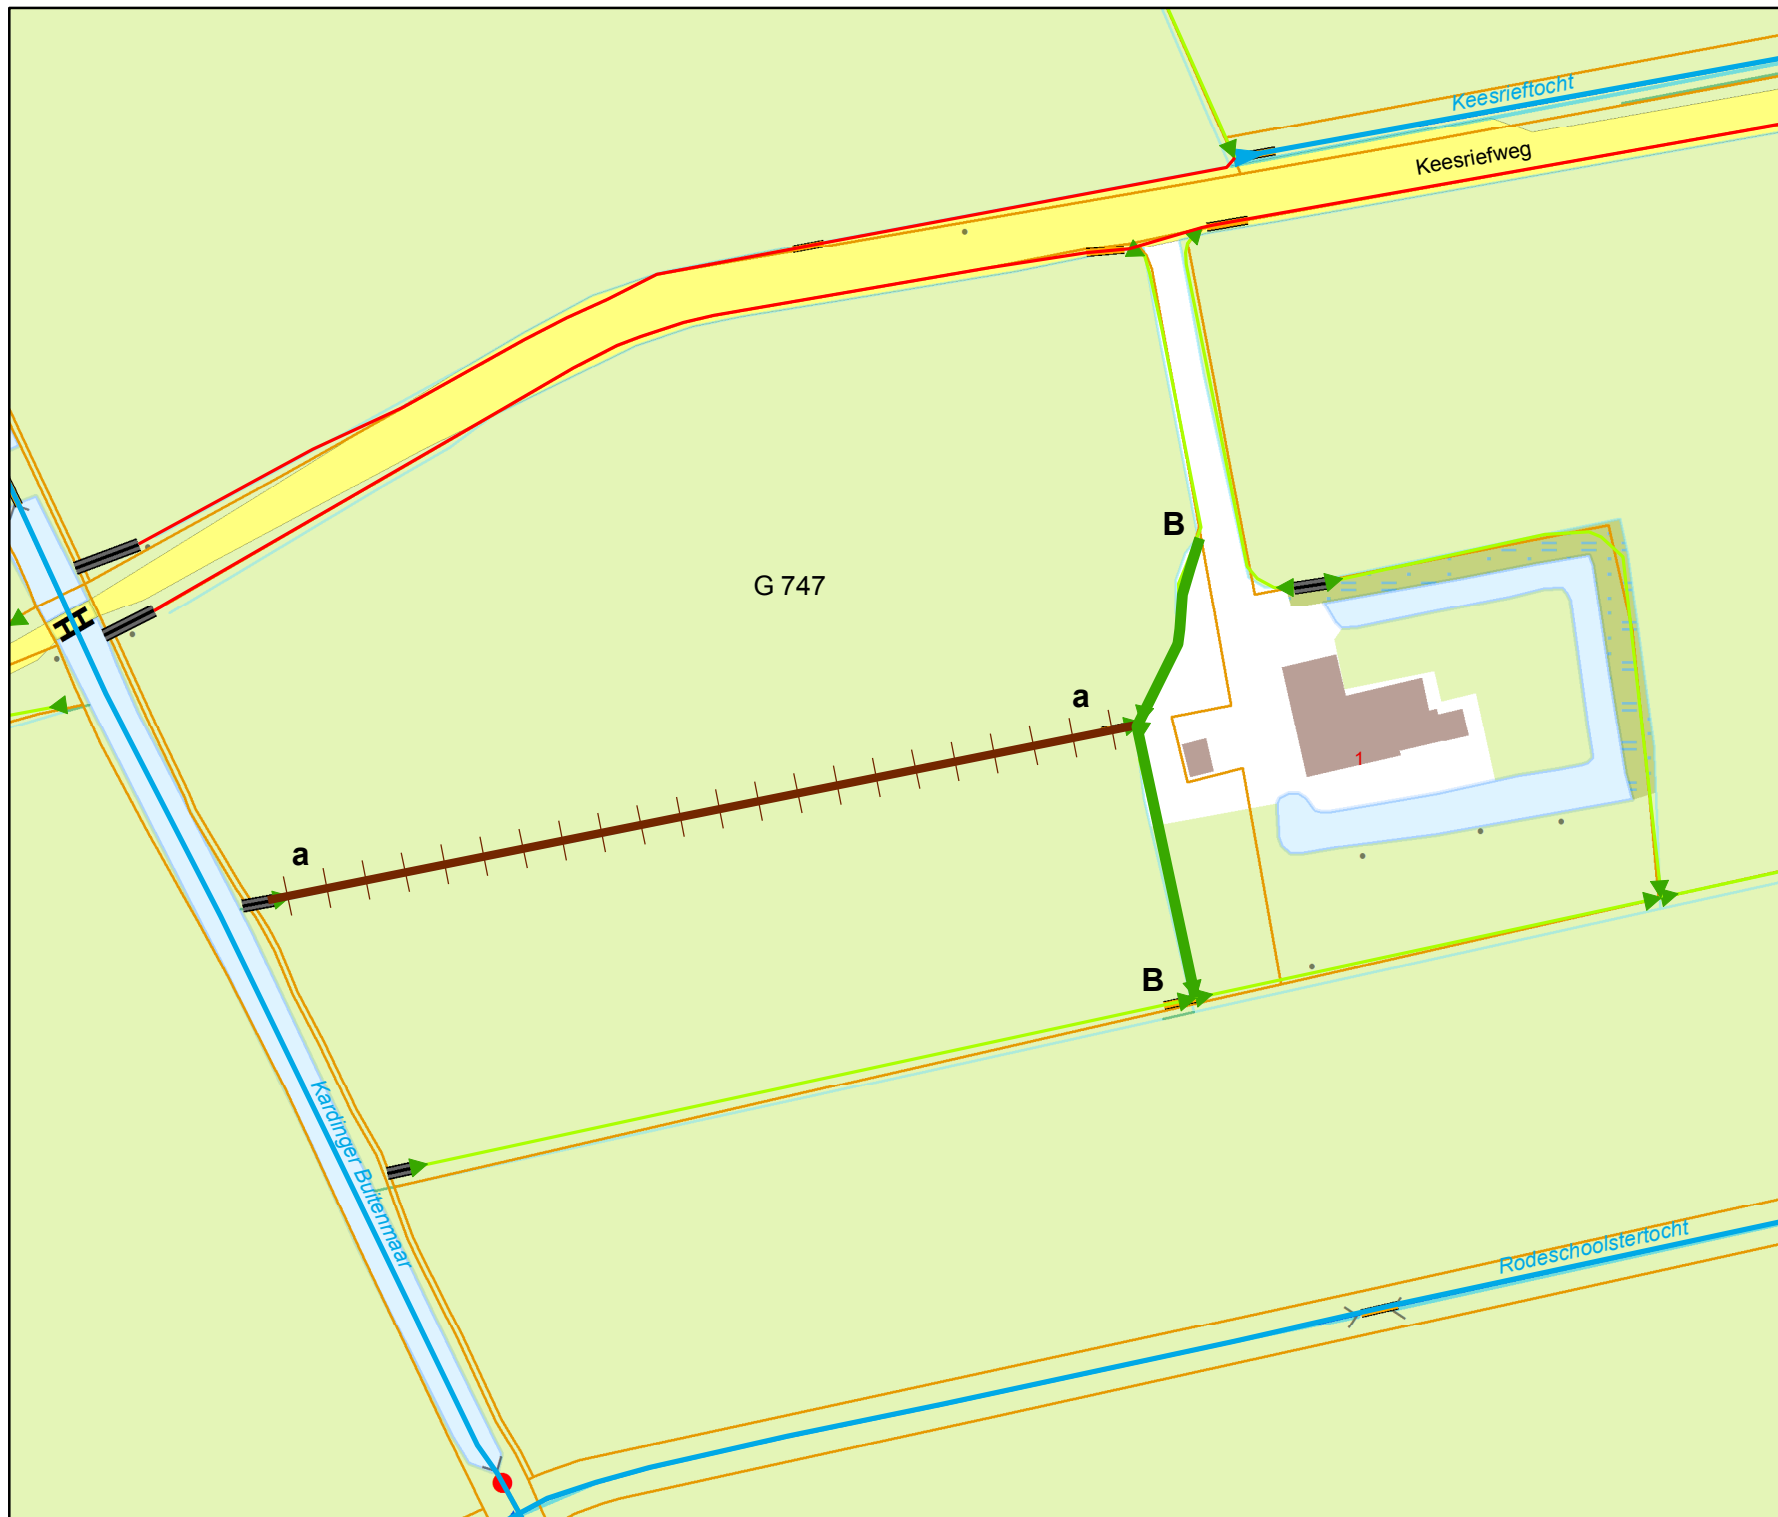 Keesrieftocht
Keesriefweg
B
G 747
a
1
a
B
Kardinger Buitenmaar
Rodeschoolstertocht